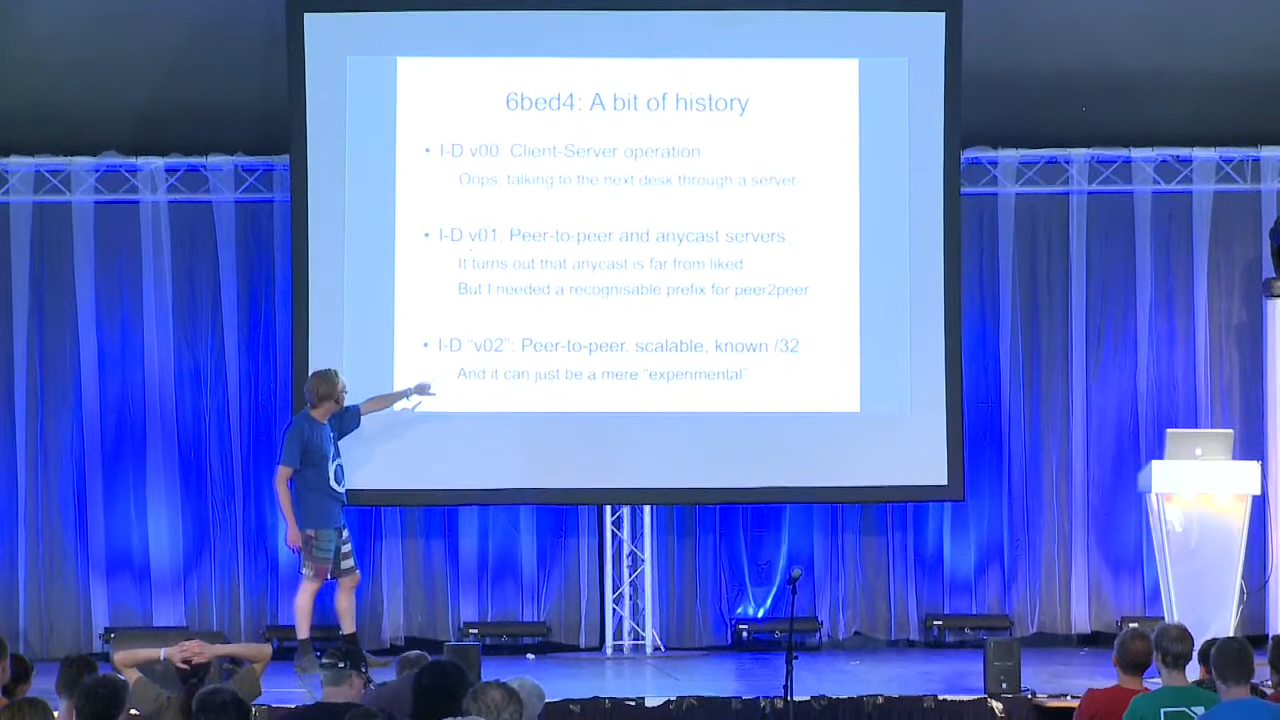 6bed4: A bit of history
• I-D v00: Client-Server operation
Oops, talking to the next desk through a server
• I-D v01: Peer-to-peer and anycast servers
It turns out that anycast is far from liked
But I needed a recognisable prefix for peer2peer
• I-D "v02": Peer-to-peer, scalable, known /32
And it can just be a mere "experimental"